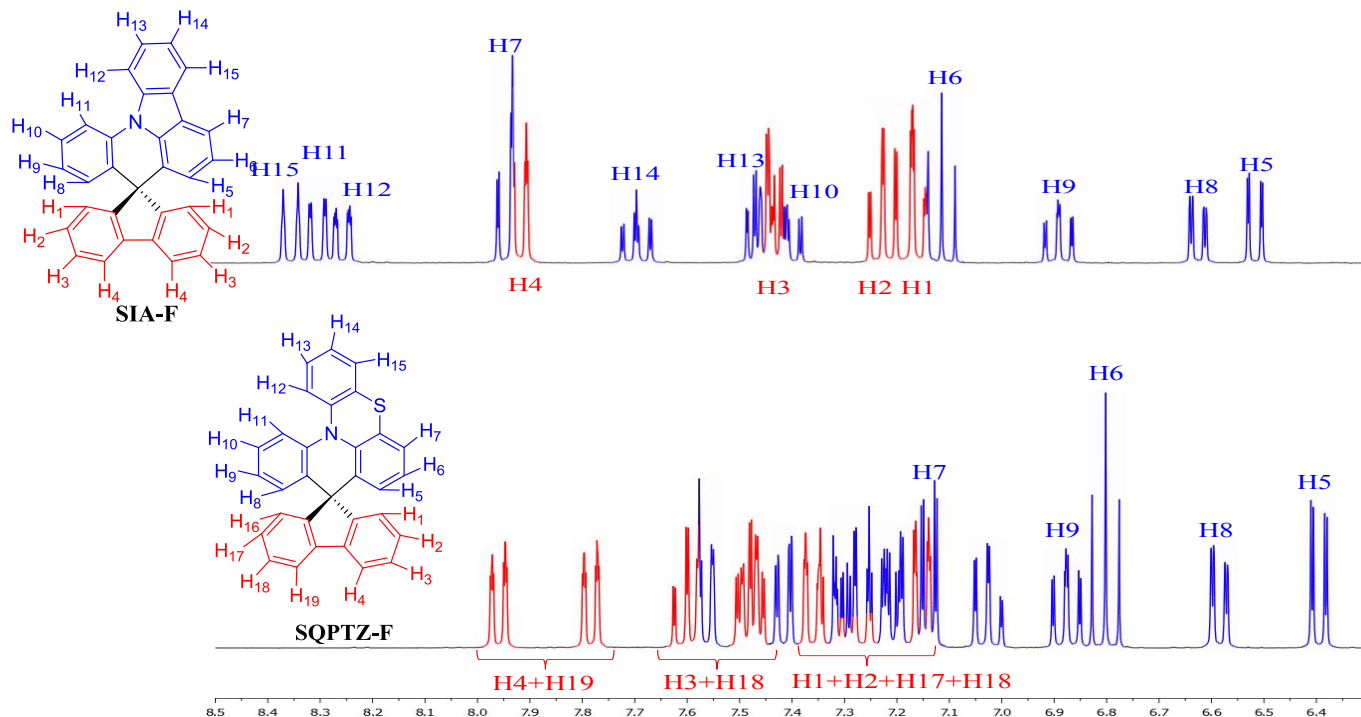 H13 H14
H12 H15
H11
H10 N H7
H9 H6
H8 H5
H1 H1
H2 H2
H3 H3
H4 H4
SIA-F
H15 H11 H12 H7 H14 H13 H10 H6 H9 H8 H5
H4 H3 H2 H1
H14
H13 H15
H12 S
H11 N H7
H10 H6
H9 H5
H8
H16 H1
H17 H2
H18 H3
H19 H4
SQPTZ-F
H7 H9 H6 H8 H5
H4+H19 H3+H18 H1+H2+H17+H18
8.5 8.4 8.3 8.2 8.1 8.0 7.9 7.8 7.7 7.6 7.5 7.4 7.3 7.2 7.1 7.0 6.9 6.8 6.7 6.6 6.5 6.4